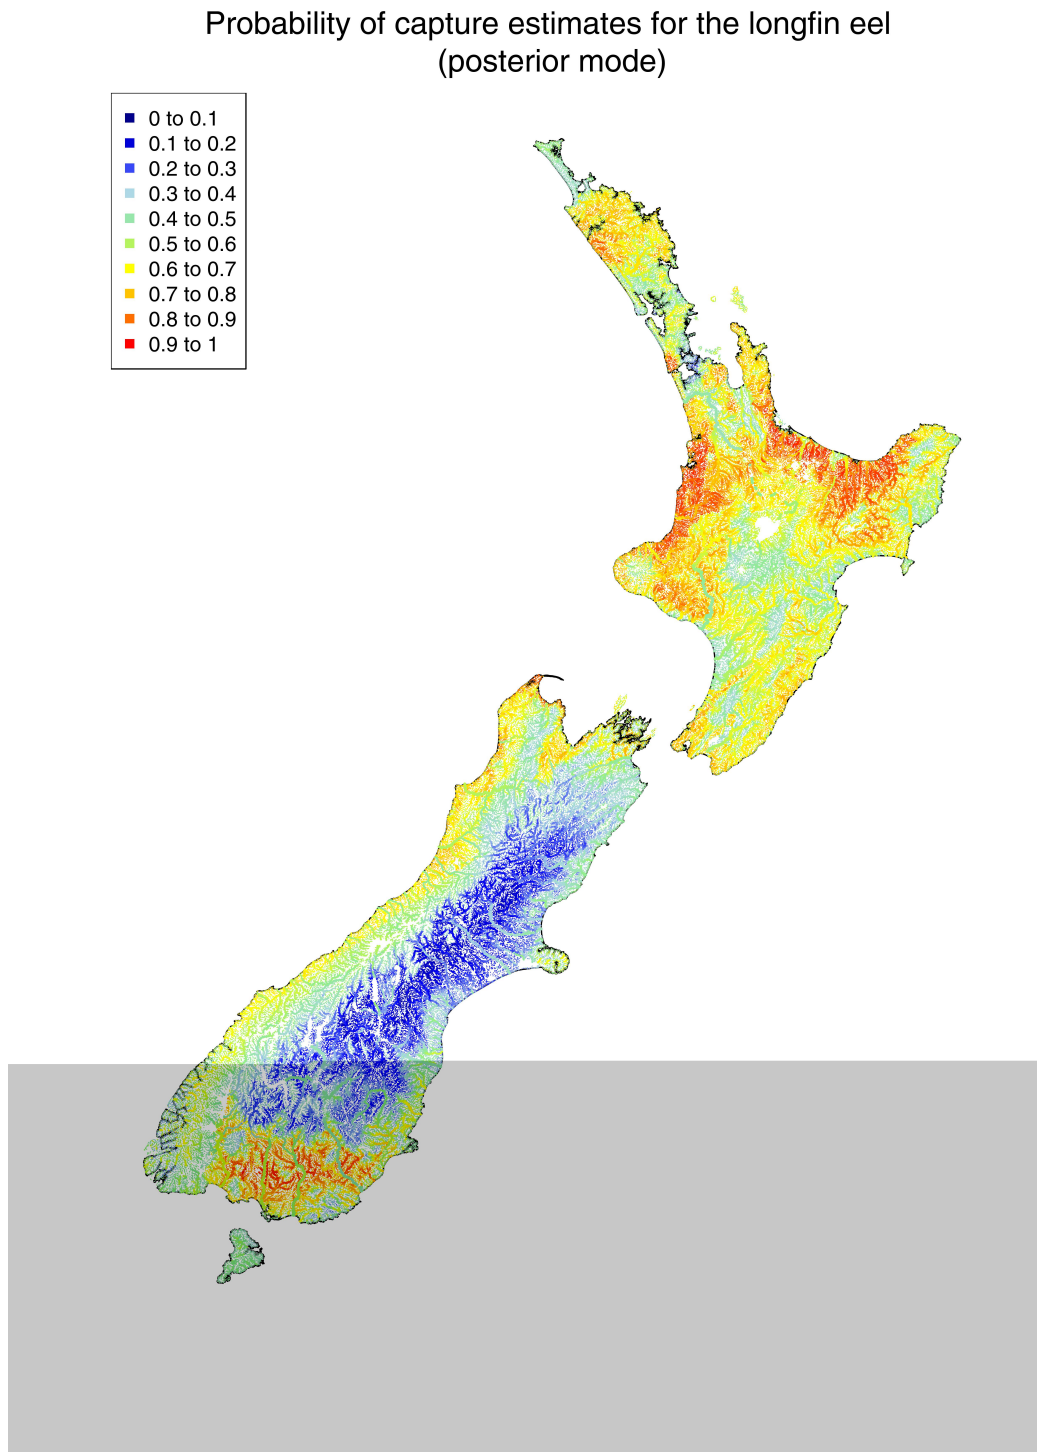 Probability of capture estimates for the longfin eel
(posterior mode)
0 to 0.1
0.1 to 0.2
0.2 to 0.3
0.3 to 0.4
0.4 to 0.5
0.5 to 0.6
0.6 to 0.7
0.7 to 0.8
0.8 to 0.9
0.9 to 1